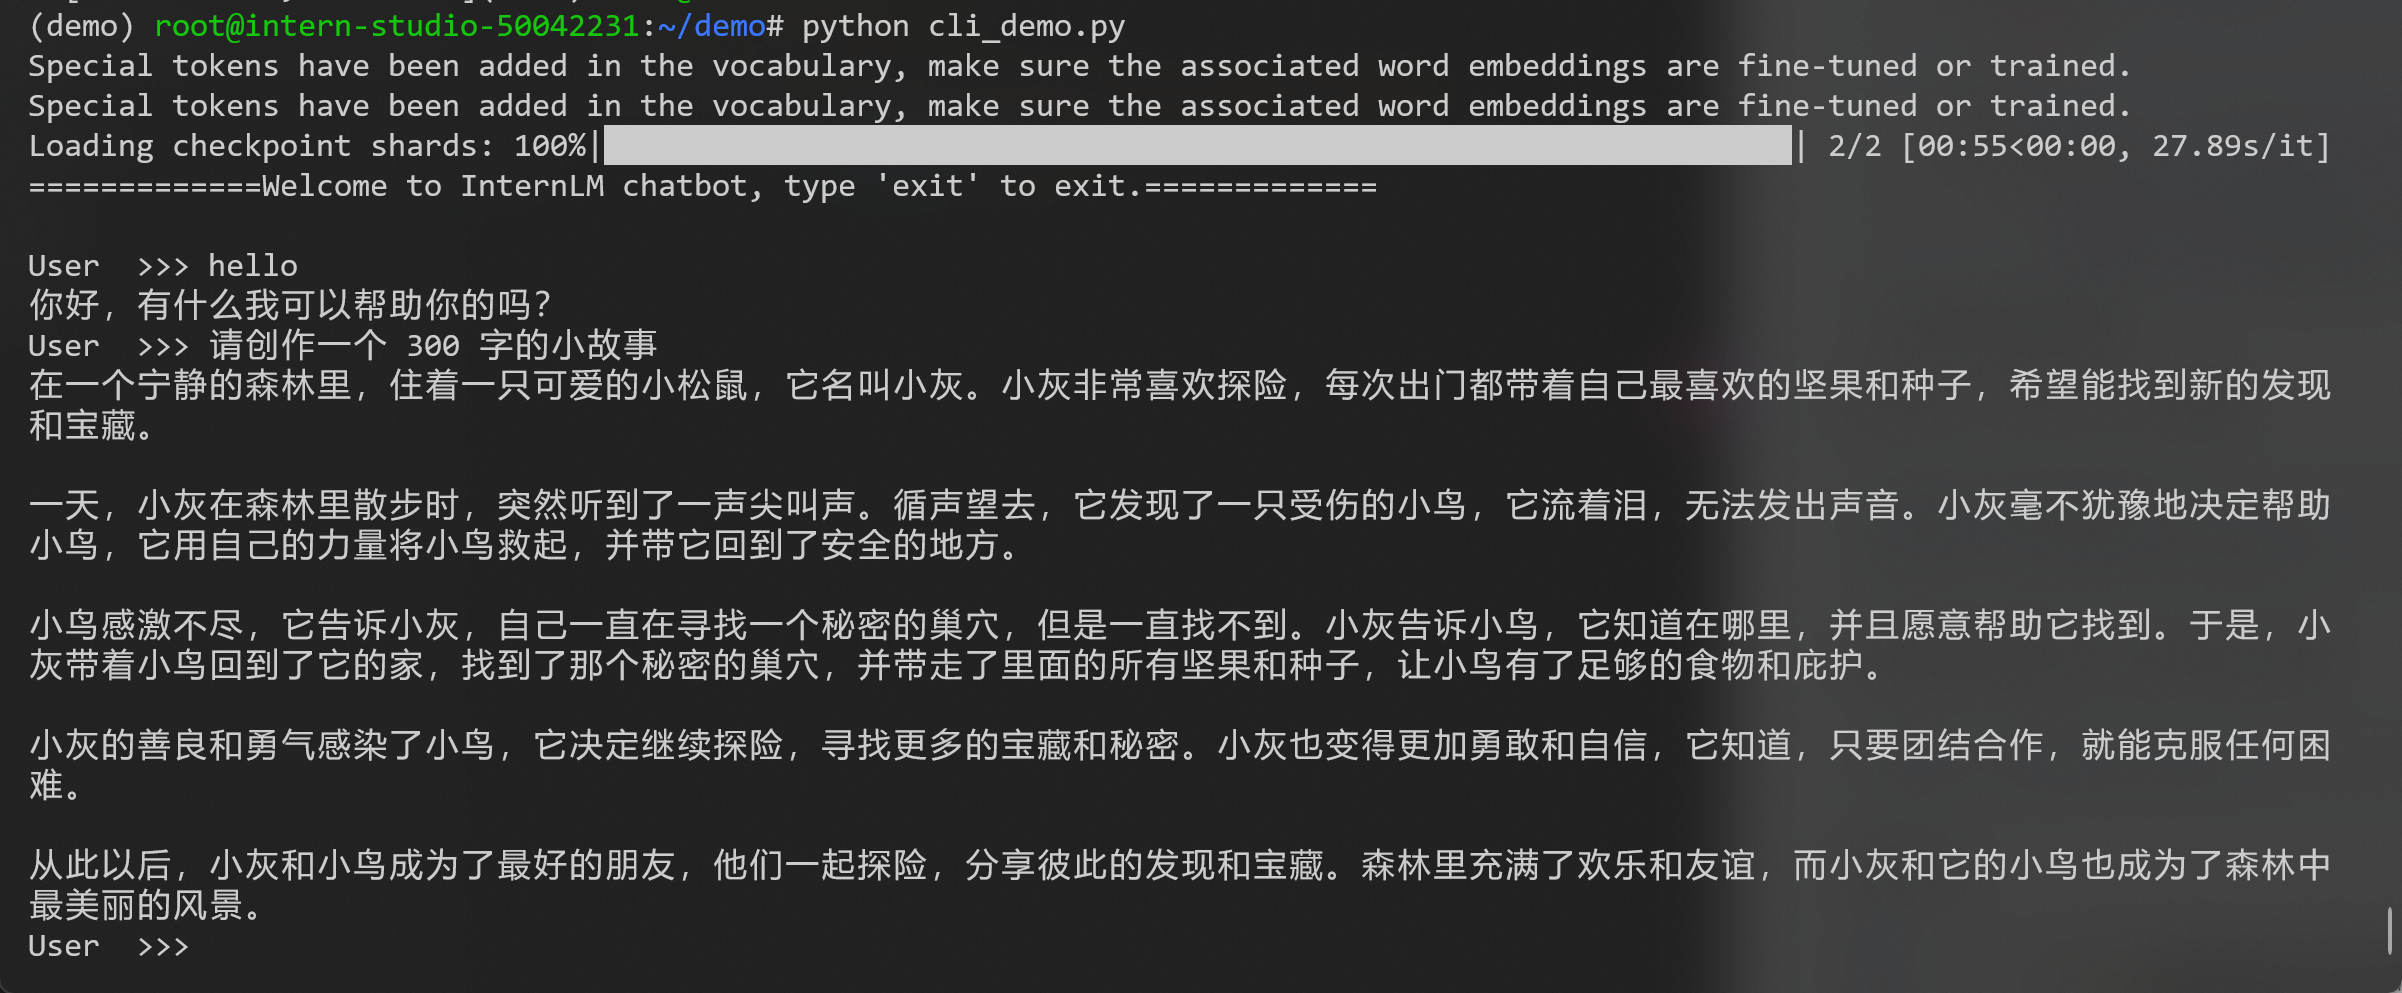 (demo) root@intern-studio-50042231:~/demo# python cli_demo.py
Special tokens have been added in the vocabulary, make sure the associated word embeddings are fine-tuned or trained.
Special tokens have been added in the vocabulary, make sure the associated word embeddings are fine-tuned or trained.
Loading checkpoint shards: 100%|██████████| 2/2 [00:55<00:00, 27.89s/it]
=============Welcome to InternLM chatbot, type 'exit' to exit.=============
User  >>> hello
你好，有什么我可以帮助你的吗？
User  >>> 请创作一个 300 字的小故事
在一个宁静的森林里，住着一只可爱的小松鼠，它名叫小灰。小灰非常喜欢探险，每次出门都带着自己最喜欢的坚果和种子，希望能找到新的发现
和宝藏。
一天，小灰在森林里散步时，突然听到了一声尖叫声。循声望去，它发现了一只受伤的小鸟，它流着泪，无法发出声音。小灰毫不犹豫地决定帮助
小鸟，它用自己的力量将小鸟救起，并带它回到了安全的地方。
小鸟感激不尽，它告诉小灰，自己一直在寻找一个秘密的巢穴，但是一直找不到。小灰告诉小鸟，它知道在哪里，并且愿意帮助它找到。于是，小
灰带着小鸟回到了它的家，找到了那个秘密的巢穴，并带走了里面的所有坚果和种子，让小鸟有了足够的食物和庇护。
小灰的善良和勇气感染了小鸟，它决定继续探险，寻找更多的宝藏和秘密。小灰也变得更加勇敢和自信，它知道，只要团结合作，就能克服任何困
难。
从此以后，小灰和小鸟成为了最好的朋友，他们一起探险，分享彼此的发现和宝藏。森林里充满了欢乐和友谊，而小灰和它的小鸟也成为了森林中
最美丽的风景。
User  >>>